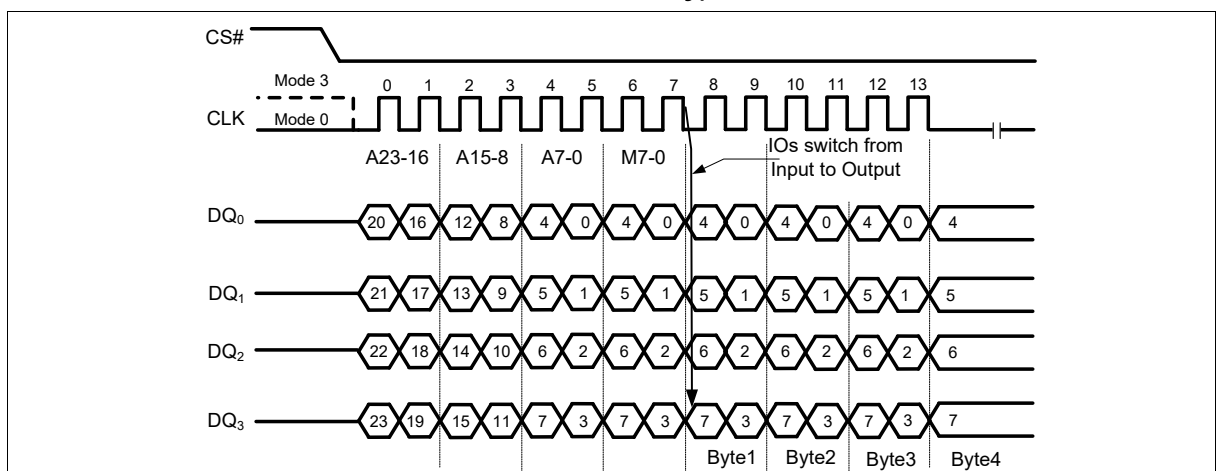 CS#
Mode 3
0 1 2 3 4 5 6 7 8 9 10 11 12 13
CLK
Mode 0
IOs switch from
Input to Output
A23-16 A15-8 A7-0 M7-0
DQ0 20 16 12 8 4 0 4 0 4 0 4 0 4 0 4
DQ1 21 17 13 9 5 1 5 1 5 1 5 1 5 1 5
DQ2 22 18 14 10 6 2 6 2 6 2 6 2 6 2 6
DQ3 23 19 15 11 7 3 7 3 7 3 7 3 7 3 7
Byte1 Byte2 Byte3 Byte4